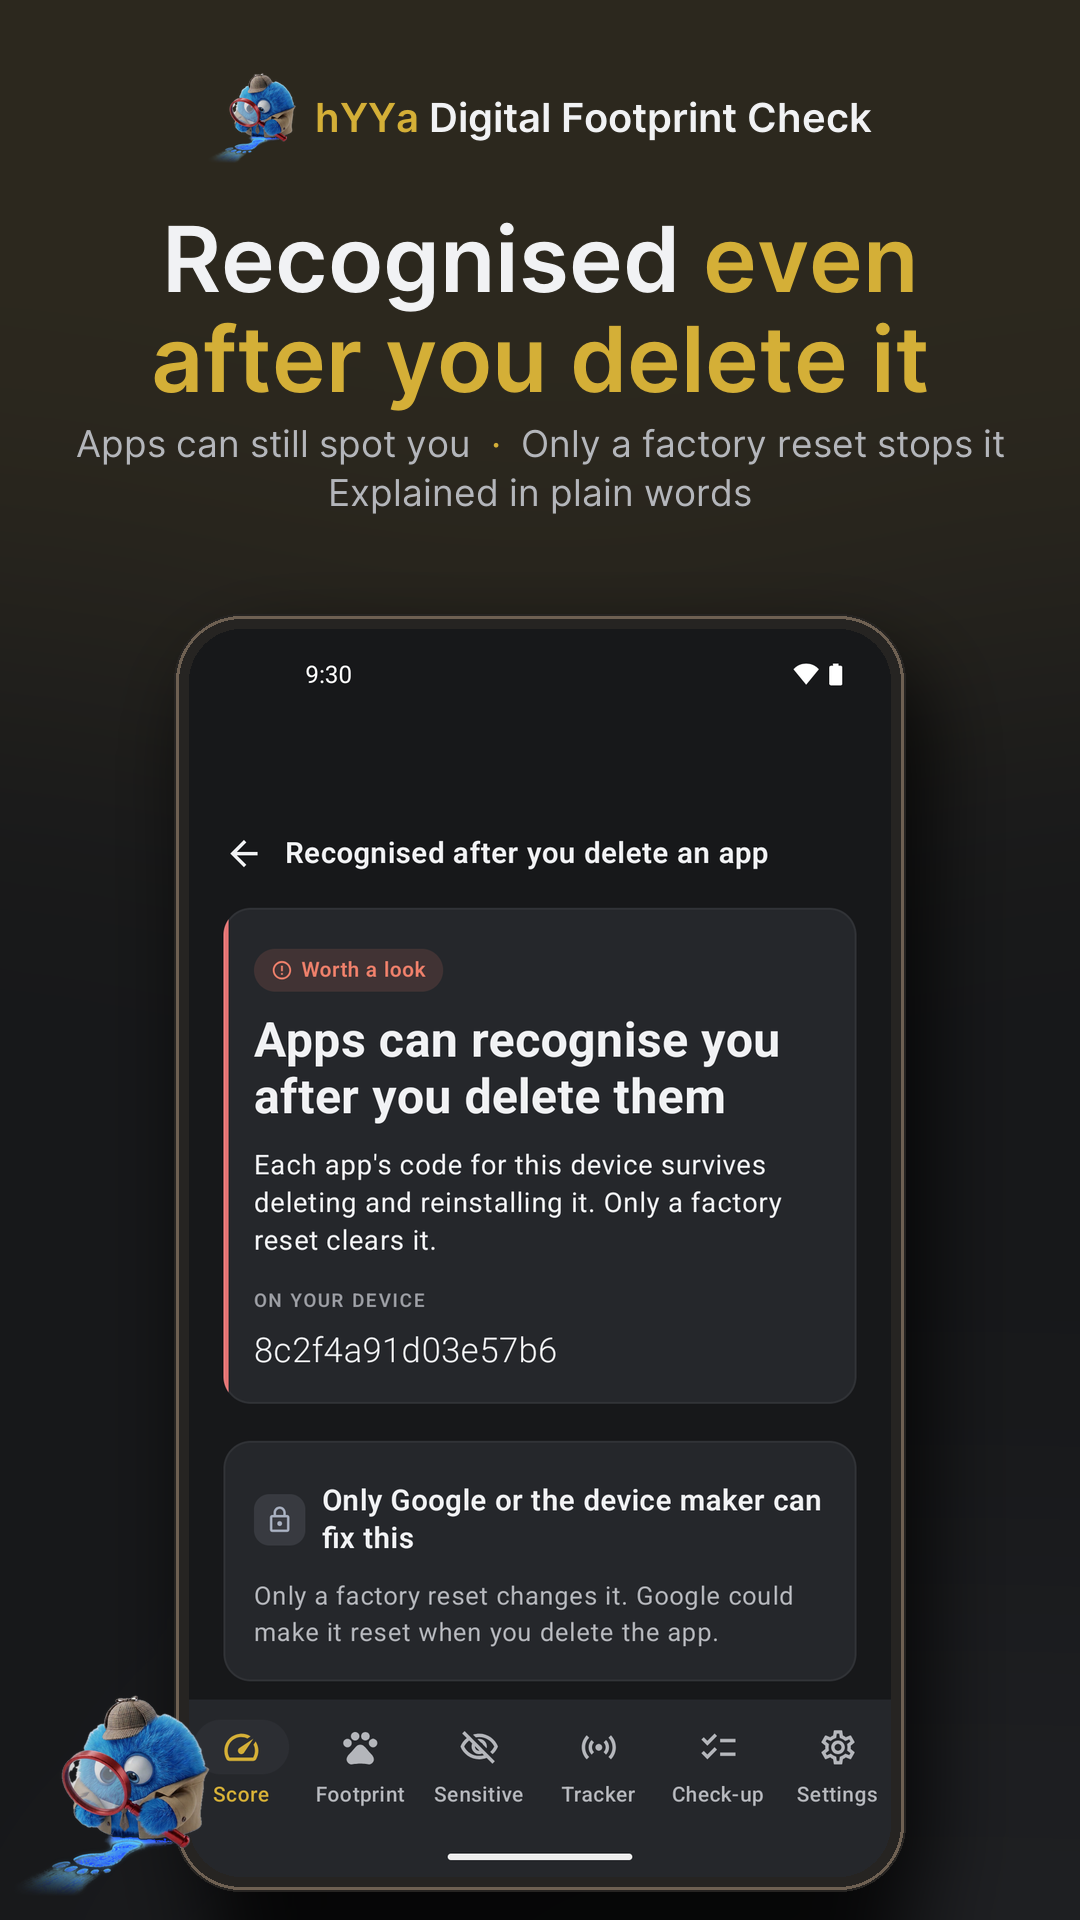 hYYa Digital Footprint Check
Recognised even
after you delete it
Apps can still spot you · Only a factory reset stops it
Explained in plain words
9:30
Recognised after you delete an app
Worth a look
Apps can recognise you
after you delete them
Each app's code for this device survives
deleting and reinstalling it. Only a factory
reset clears it.
ON YOUR DEVICE
8c2f4a91d03e57b6
Only Google or the device maker can
fix this
Only a factory reset changes it. Google could
make it reset when you delete the app.
Score Footprint Sensitive Tracker Check-up Settings